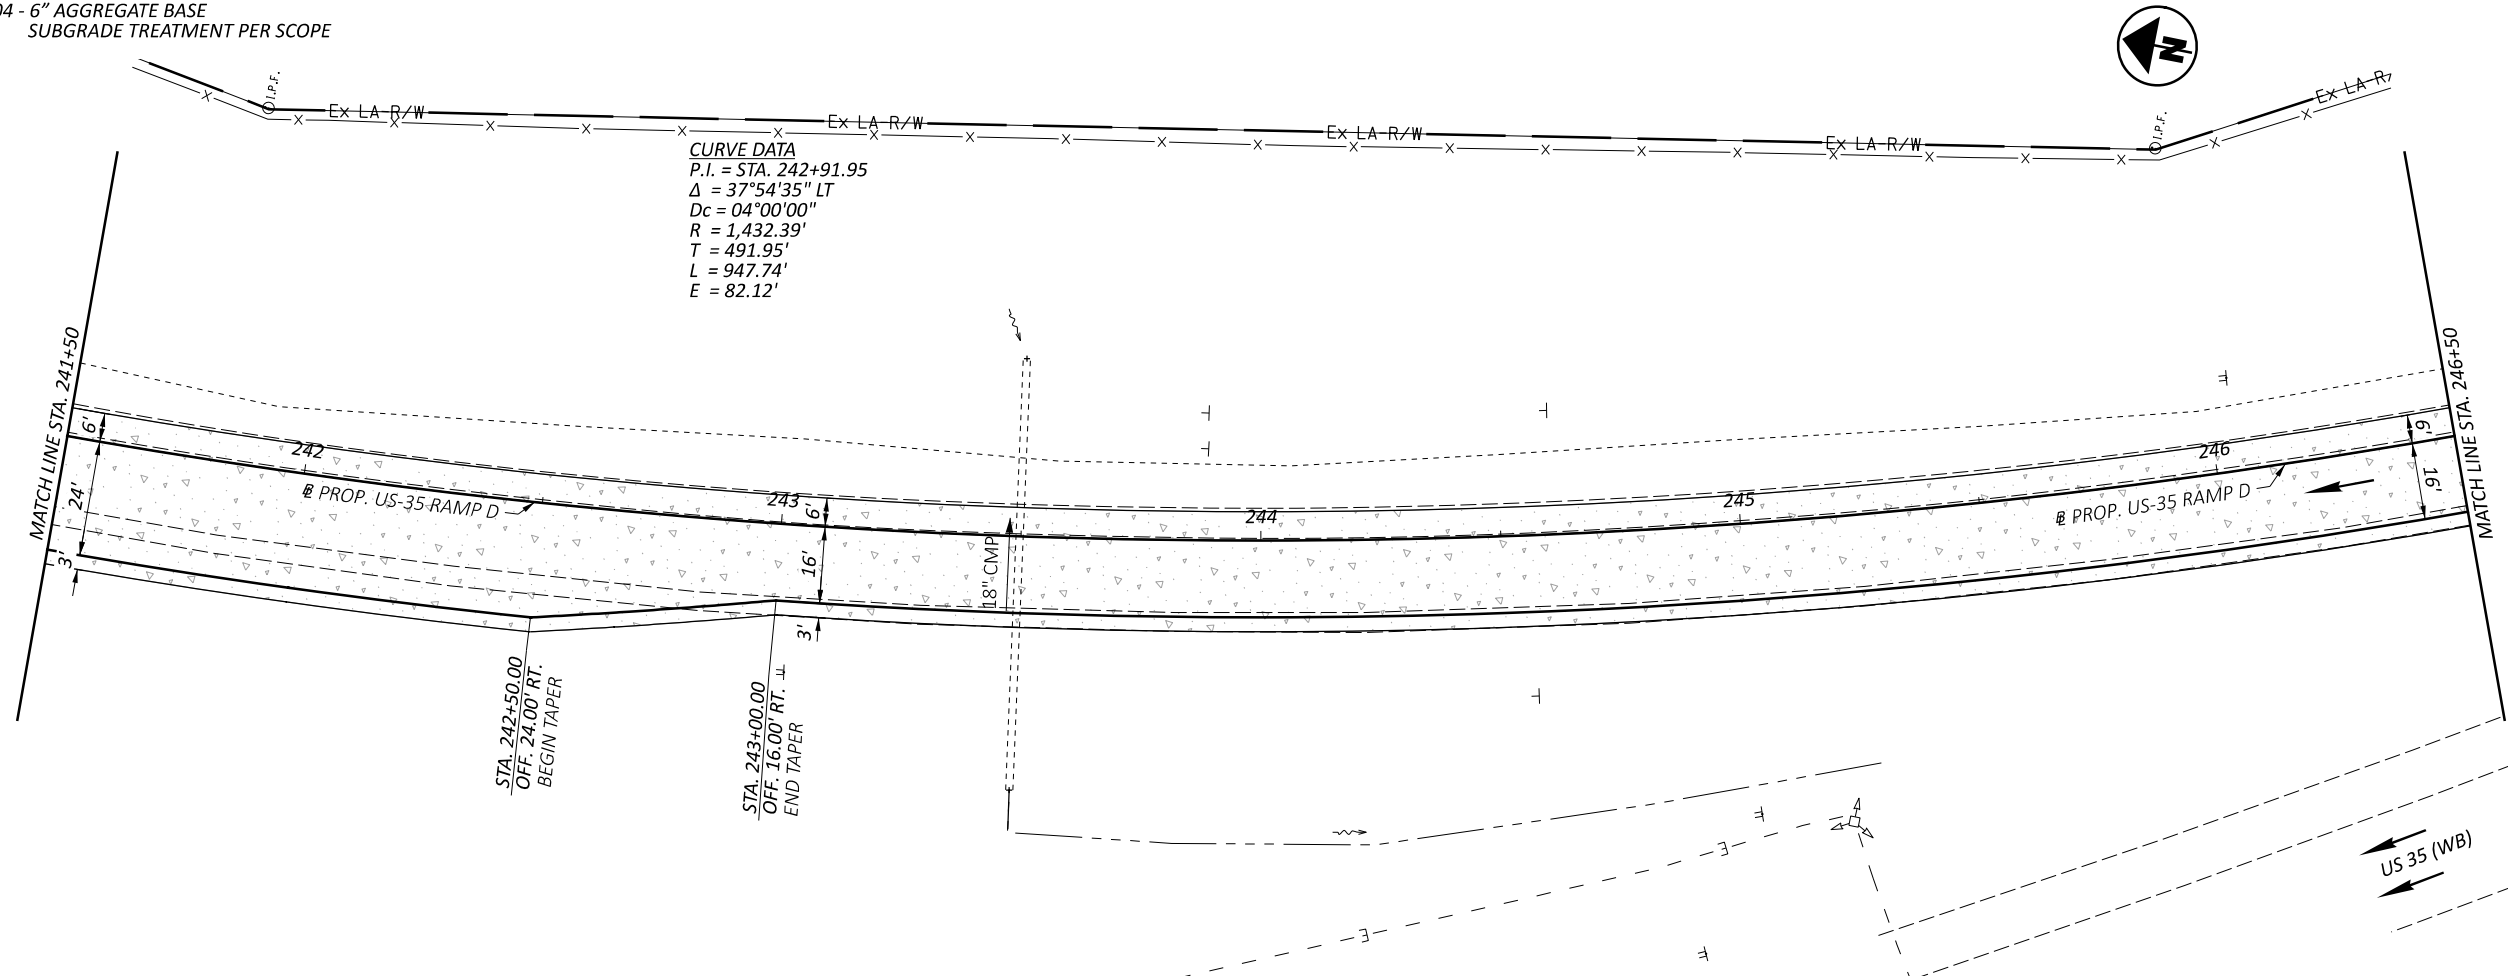 04 - 6” AGGREGATE BASE
SUBGRADE TREATMENT PER SCOPE
N
I.P.F.
Ex LA-R/W
Ex LA-R/W
Ex LA-R/W
Ex LA-R/W
I.P.F.
Ex LA-R
CURVE DATA
P.I. = STA. 242+91.95
Δ = 37°54'35" LT
Dc = 04°00'00"
R = 1,432.39'
T = 491.95'
L = 947.74'
E = 82.12'
MATCH LINE STA. 241+50
6'
24'
3'
242
℄ PROP. US-35 RAMP D
243
6'
16'
3'
18" CMP
244
245
246
℄ PROP. US-35 RAMP D
6'
16'
MATCH LINE STA. 246+50
STA. 242+50.00
OFF. 24.00' RT.
BEGIN TAPER
STA. 243+00.00
OFF. 16.00' RT.
END TAPER
E
E
US 35 (WB)